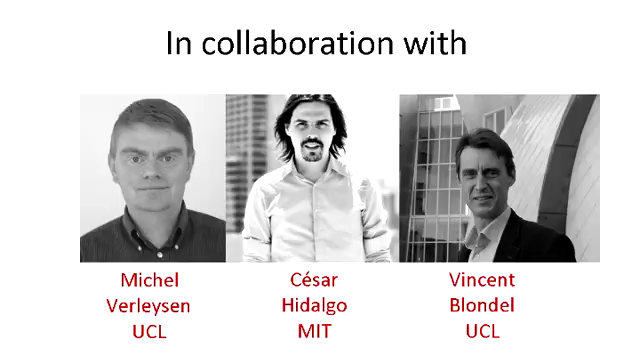 In collaboration with
Michel
Verleysen
UCL
César
Hidalgo
MIT
Vincent
Blondel
UCL